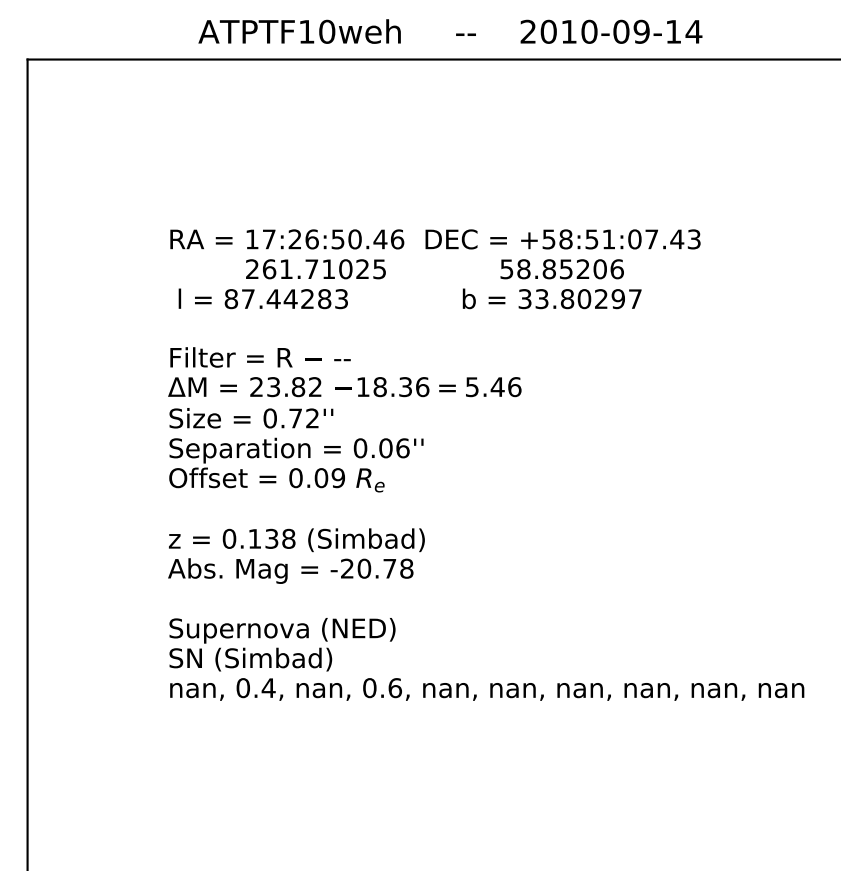 ATPTF10weh -- 2010-09-14
RA = 17:26:50.46 DEC = +58:51:07.43
261.71025 58.85206
l = 87.44283 b = 33.80297
Filter = R − --
ΔM = 23.82 −18.36 = 5.46
Size = 0.72''
Separation = 0.06''
Offset = 0.09 Rₑ
z = 0.138 (Simbad)
Abs. Mag = -20.78
Supernova (NED)
SN (Simbad)
nan, 0.4, nan, 0.6, nan, nan, nan, nan, nan, nan